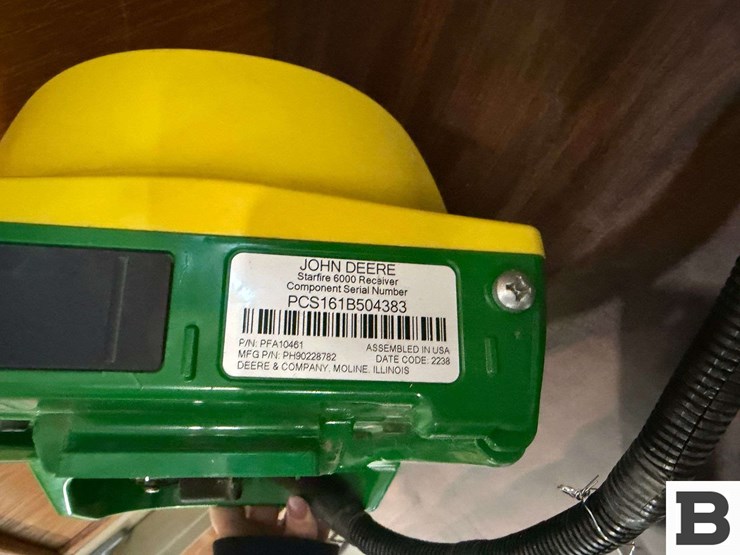 JOHN DEERE
Starfire 6000 Receiver
Component Serial Number
PCS161B504383
P/N: PFA10461 ASSEMBLED IN USA
MFG P/N: PH90228782 DATE CODE: 2238
DEERE & COMPANY, MOLINE, ILLINOIS
B